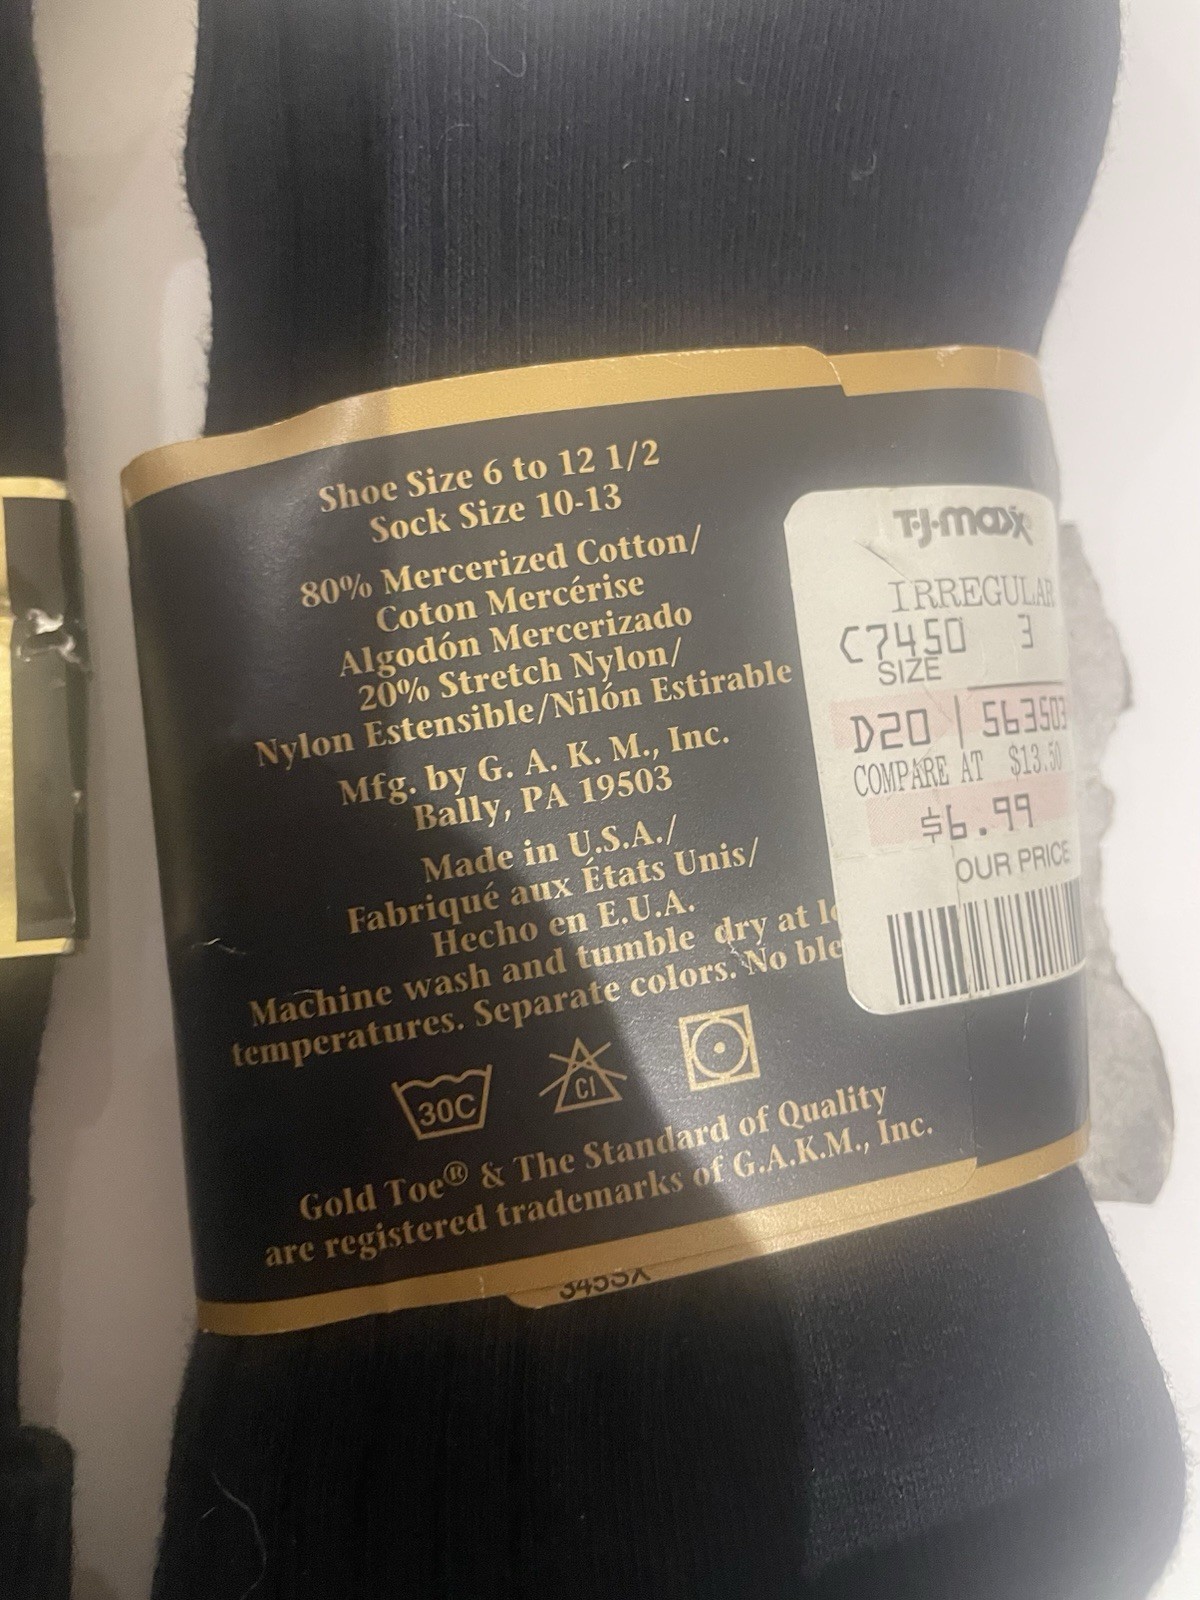 Shoe Size 6 to 12 1/2
Sock Size 10-13
80% Mercerized Cotton/
Coton Mercérise
Algodón Mercerizado
20% Stretch Nylon/
Nylon Estensible/Nilón Estirable
Mfg. by G. A. K. M., Inc.
Bally, PA 19503
Made in U.S.A./
Fabriqué aux États Unis/
Hecho en E.U.A.
Machine wash and tumble dry at
temperatures. Separate colors. No
30C
Cl
Gold Toe® & The Standard of Quality
are registered trademarks of G.A.K.M., Inc.
T·J·maxx
IRREGULAR
C7450 3
SIZE
D20 | 563503
COMPARE AT $13.50
$6.99
OUR PRICE